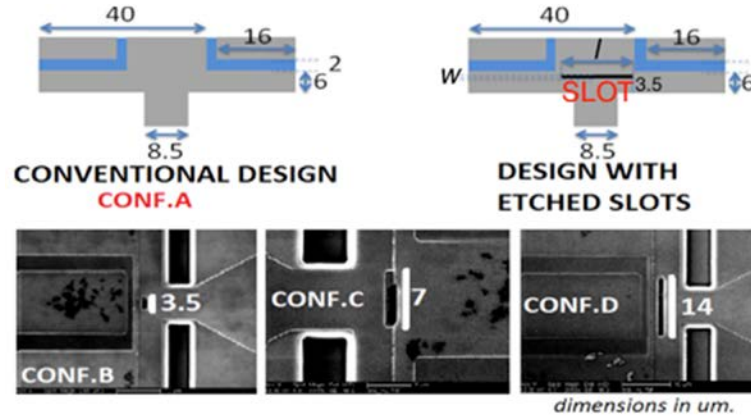 40
16
2
6
8.5
CONVENTIONAL DESIGN
CONF.A
40
16
l
w
SLOT
3.5
6
8.5
DESIGN WITH
ETCHED SLOTS
3.5
CONF.B
CONF.C
7
CONF.D
14
dimensions in um.